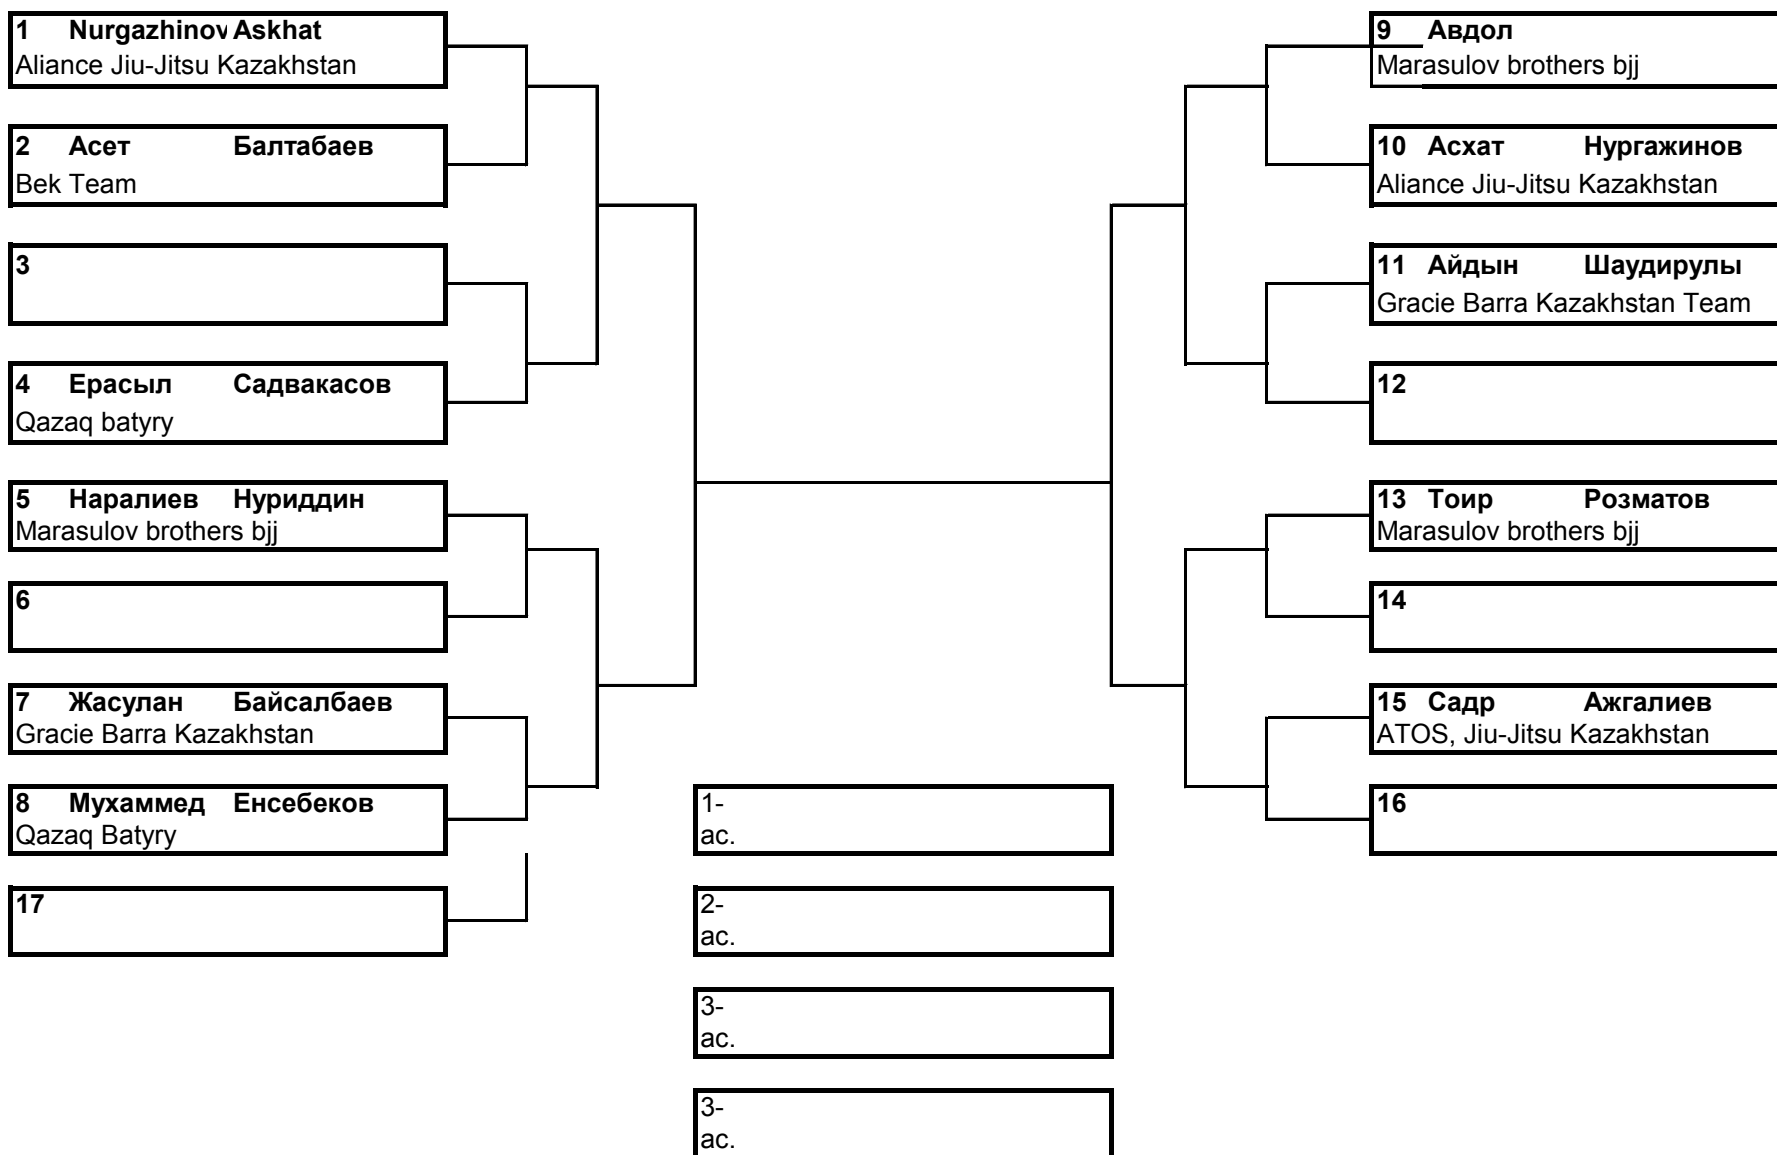 1 Nurgazhinov Askhat
Aliance Jiu-Jitsu Kazakhstan
2 Асет Балтабаев
Bek Team
3
4 Ерасыл Садвакасов
Qazaq batyry
5 Наралиев Нуриддин
Marasulov brothers bjj
6
7 Жасулан Байсалбаев
Gracie Barra Kazakhstan
8 Мухаммед Енсебеков
Qazaq Batyry
17
1-
ac.
2-
ac.
3-
ac.
3-
ac.
9 Авдол
Marasulov brothers bjj
10 Асхат Нургажинов
Aliance Jiu-Jitsu Kazakhstan
11 Айдын Шаудирулы
Gracie Barra Kazakhstan Team
12
13 Тоир Розматов
Marasulov brothers bjj
14
15 Садр Ажгалиев
ATOS, Jiu-Jitsu Kazakhstan
16